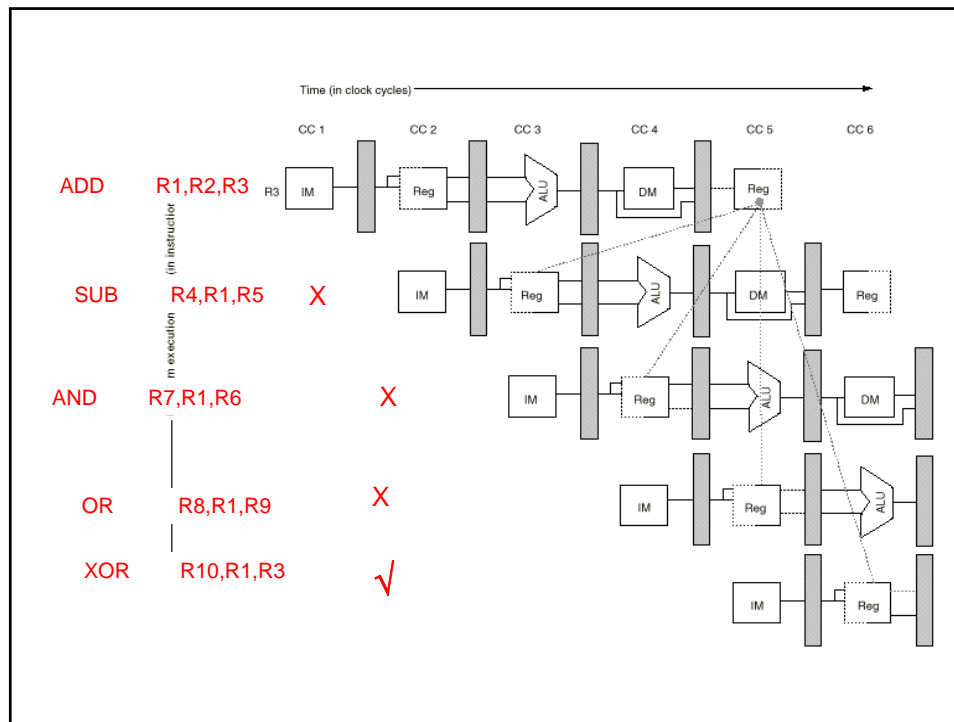 Time (in clock cycles)
CC 1 CC 2 CC 3 CC 4 CC 5 CC 6
ADD R1,R2,R3 R3 IM Reg ALU DM Reg
(in instruction
SUB R4,R1,R5 X IM Reg ALU DM Reg
m execution
AND R7,R1,R6 X IM Reg ALU DM
OR R8,R1,R9 X IM Reg ALU
XOR R10,R1,R3 √ IM Reg